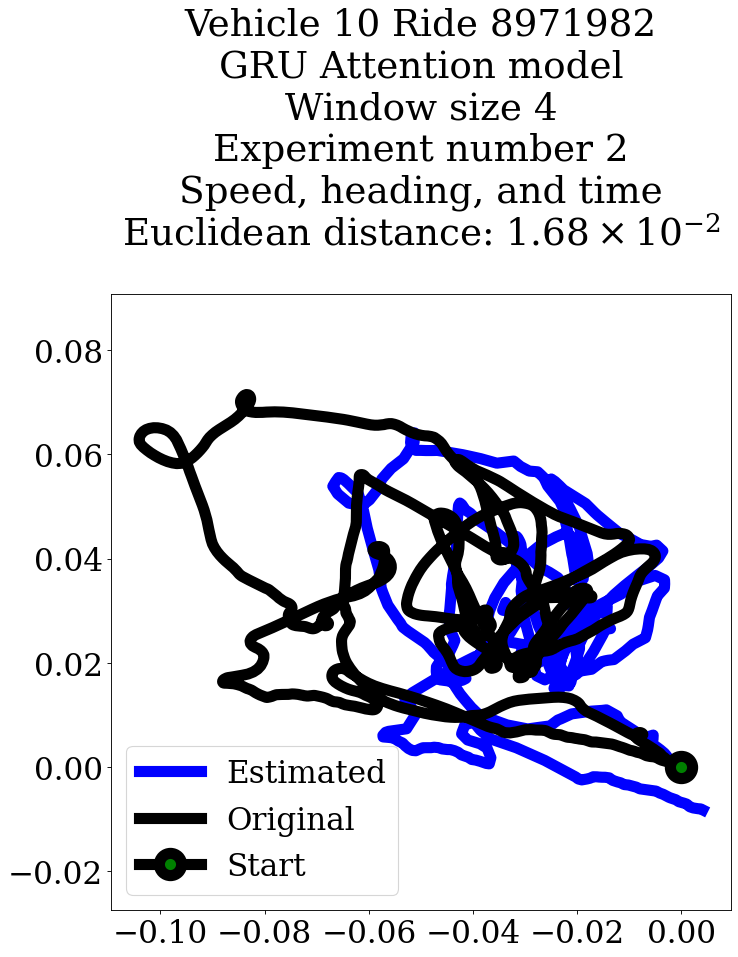 Vehicle 10 Ride 8971982
GRU Attention model
Window size 4
Experiment number 2
Speed, heading, and time
Euclidean distance: 1.68 × 10⁻²
0.08
0.06
0.04
0.02
0.00
−0.02
Estimated
Original
Start
−0.10 −0.08 −0.06 −0.04 −0.02 0.00